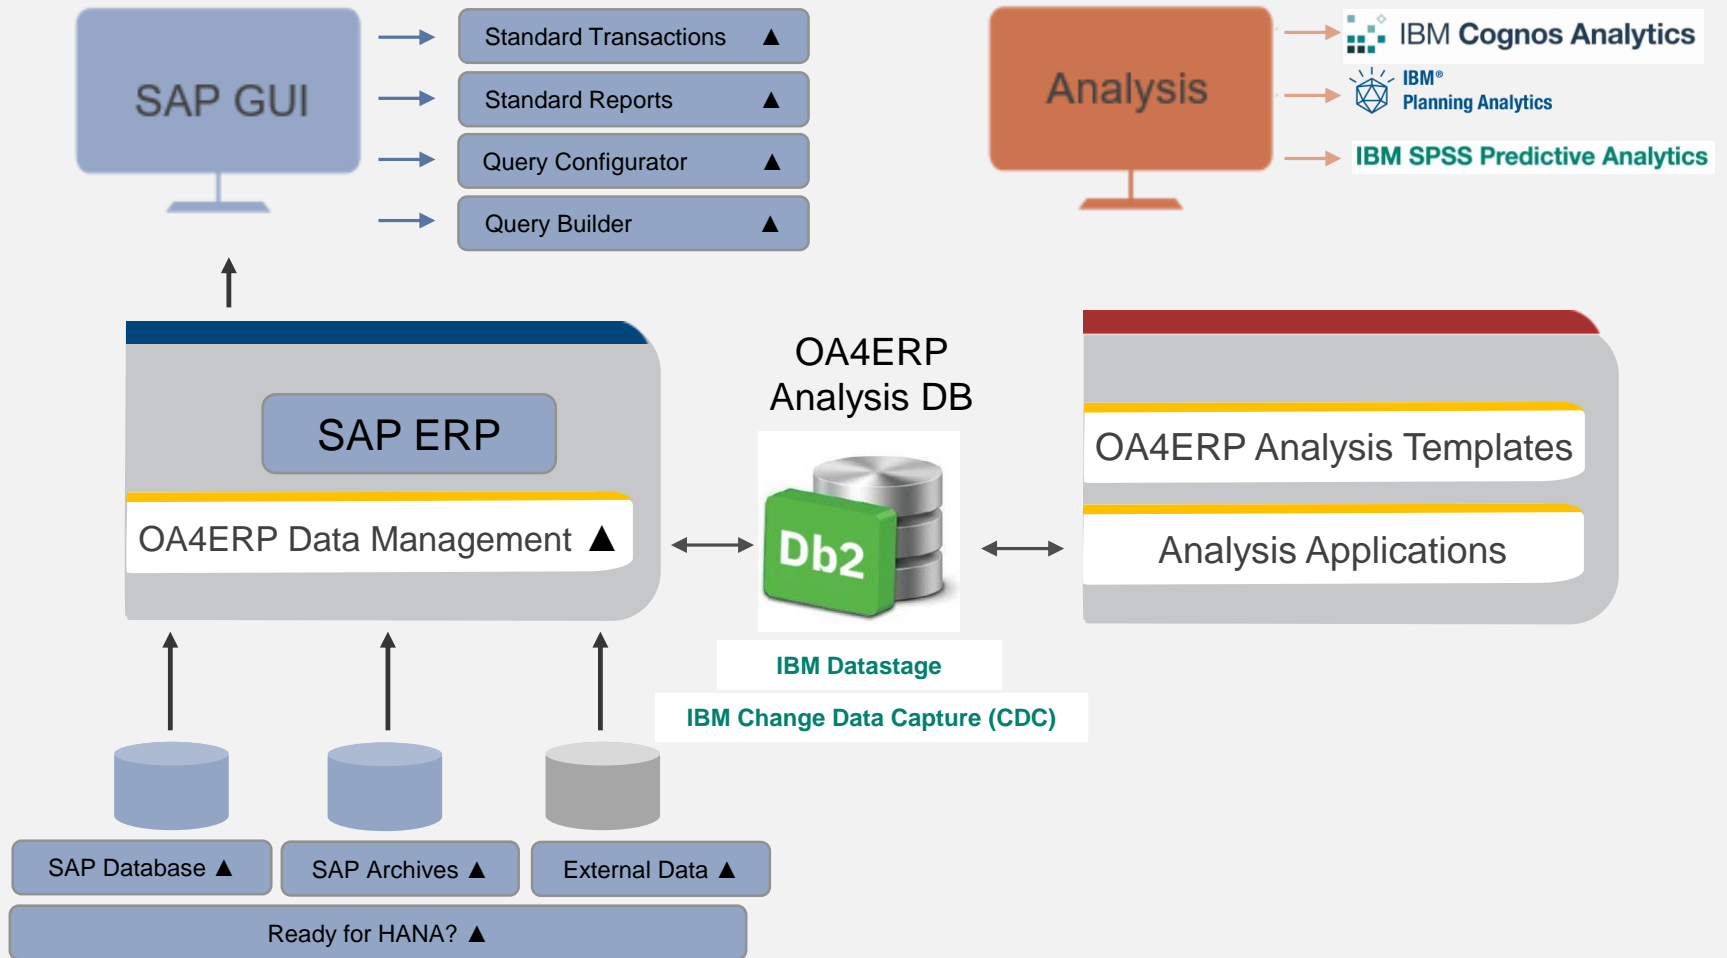 SAP GUI
Standard Transactions ▲
Standard Reports ▲
Query Configurator ▲
Query Builder ▲
Analysis
IBM Cognos Analytics
IBM®
Planning Analytics
IBM SPSS Predictive Analytics
SAP ERP
OA4ERP Data Management ▲
OA4ERP
Analysis DB
Db2
IBM Datastage
IBM Change Data Capture (CDC)
OA4ERP Analysis Templates
Analysis Applications
SAP Database ▲
SAP Archives ▲
External Data ▲
Ready for HANA? ▲